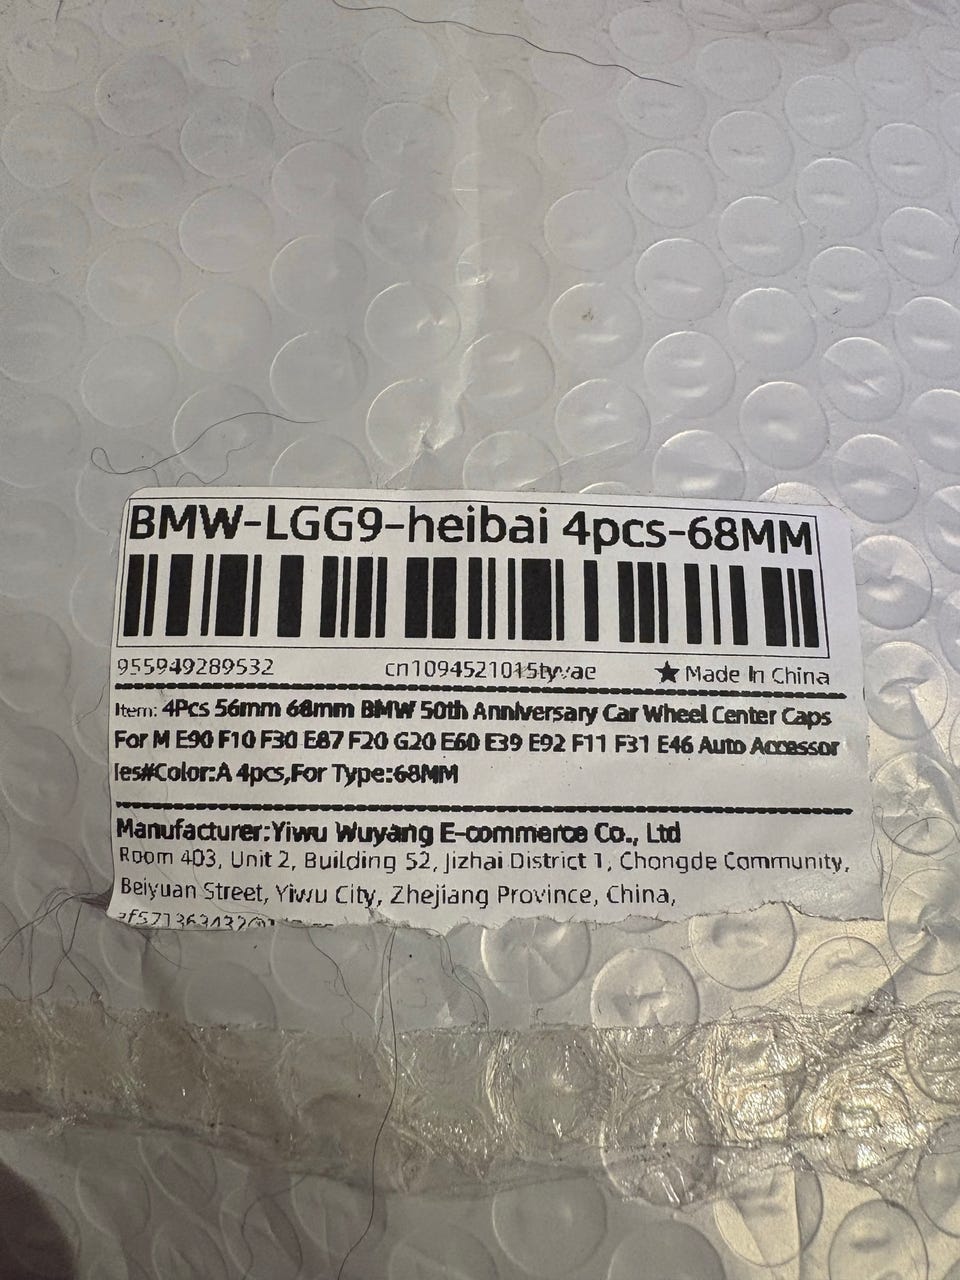 BMW-LGG9-heibai 4pcs-68MM
955949289532 cn1094521015tyvae ★ Made In China
Item: 4Pcs 56mm 68mm BMW 50th Anniversary Car Wheel Center Caps
For M E90 F10 F30 E87 F20 G20 E60 E39 E92 F11 F31 E46 Auto Accessor
ies#Color:A 4pcs,For Type:68MM
Manufacturer:Yiwu Wuyang E-commerce Co., Ltd
Room 403, Unit 2, Building 52, Jizhai District 1, Chongde Community,
Beiyuan Street, Yiwu City, Zhejiang Province, China,